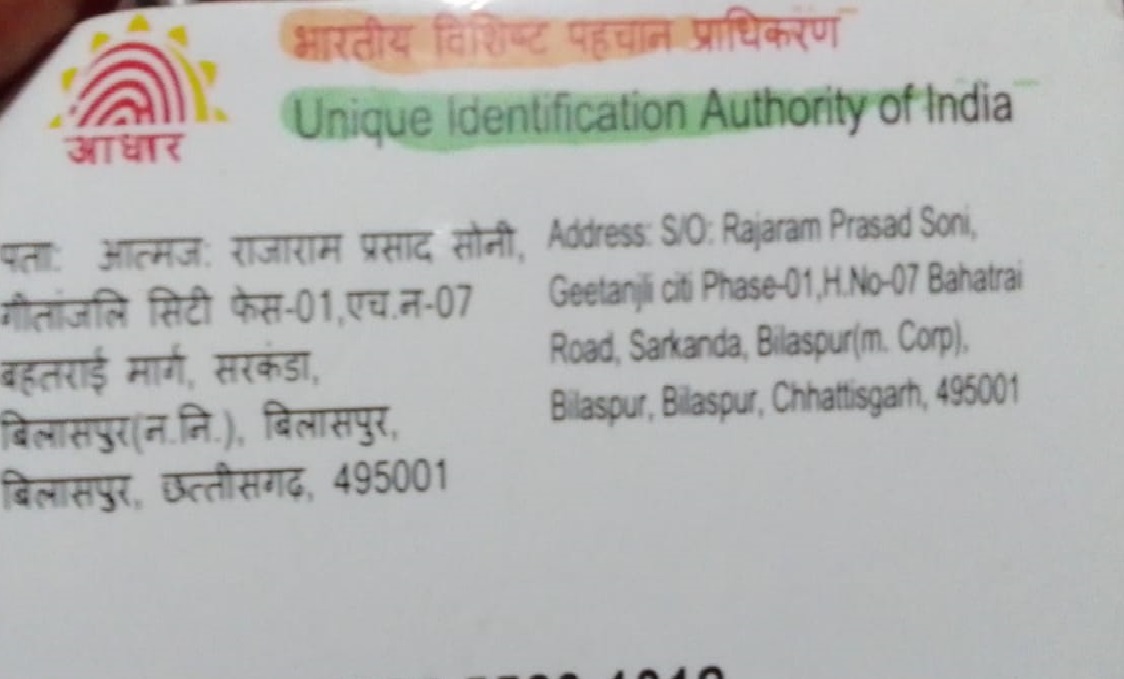 भारतीय विशिष्ट पहचान प्राधिकरण
Unique Identification Authority of India
आधार
पता: आत्मज: राजाराम प्रसाद सोनी,
गीतांजलि सिटी फेस-01,एच.न-07
बहतराई मार्ग, सरकंडा,
बिलासपुर(न.नि.), बिलासपुर,
बिलासपुर, छत्तीसगढ़, 495001
Address: S/O: Rajaram Prasad Soni,
Geetanjli citi Phase-01,H.No-07 Bahatrai
Road, Sarkanda, Bilaspur(m. Corp),
Bilaspur, Bilaspur, Chhattisgarh, 495001